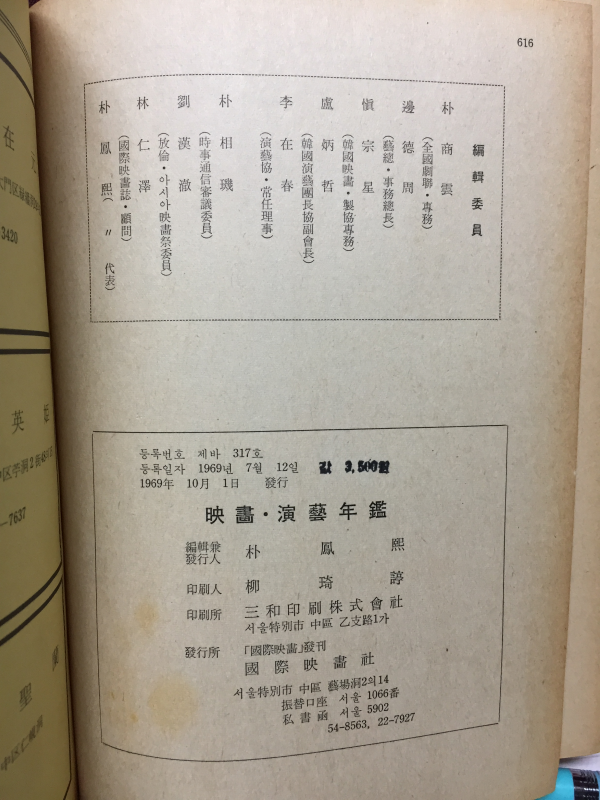 616
編輯委員
朴商雲
(全國劇聯・專務)
邊德周
(藝總・事務總長)
愼宗星
(韓國映畫・製協專務)
盧炳哲
(韓國演藝團長協副會長)
李在春
(演藝協・常任理事)
朴相璣
(時事通信審議委員)
劉漢澈
(放倫・아시아映畫祭委員)
林仁澤
(國際映畫誌・顧問)
朴鳳熙
(〃 代表)
등록번호 제바 317호
등록일자 1969년 7월 12일 값 3,500원
1969年 10月 1日 發行
映畫・演藝年鑑
編輯兼
發行人 朴鳳熙
印刷人 柳琦諄
印刷所 三和印刷株式會社
서울特別市 中區 乙支路1가
發行所 「國際映畫」發刊
國際映畫社
서울特別市 中區 藝場洞2의14
振替口座 서울 1066番
私書函 서울 5902
54-8563, 22-7927
在
3420
英
—7637
聖